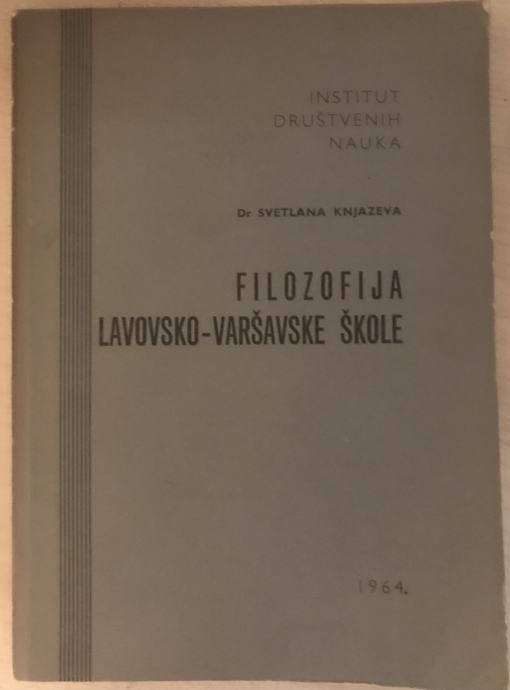 INSTITUT
DRUŠTVENIH
NAUKA
Dr SVETLANA KNJAZEVA
FILOZOFIJA
LAVOVSKO-VARŠAVSKE ŠKOLE
1964.